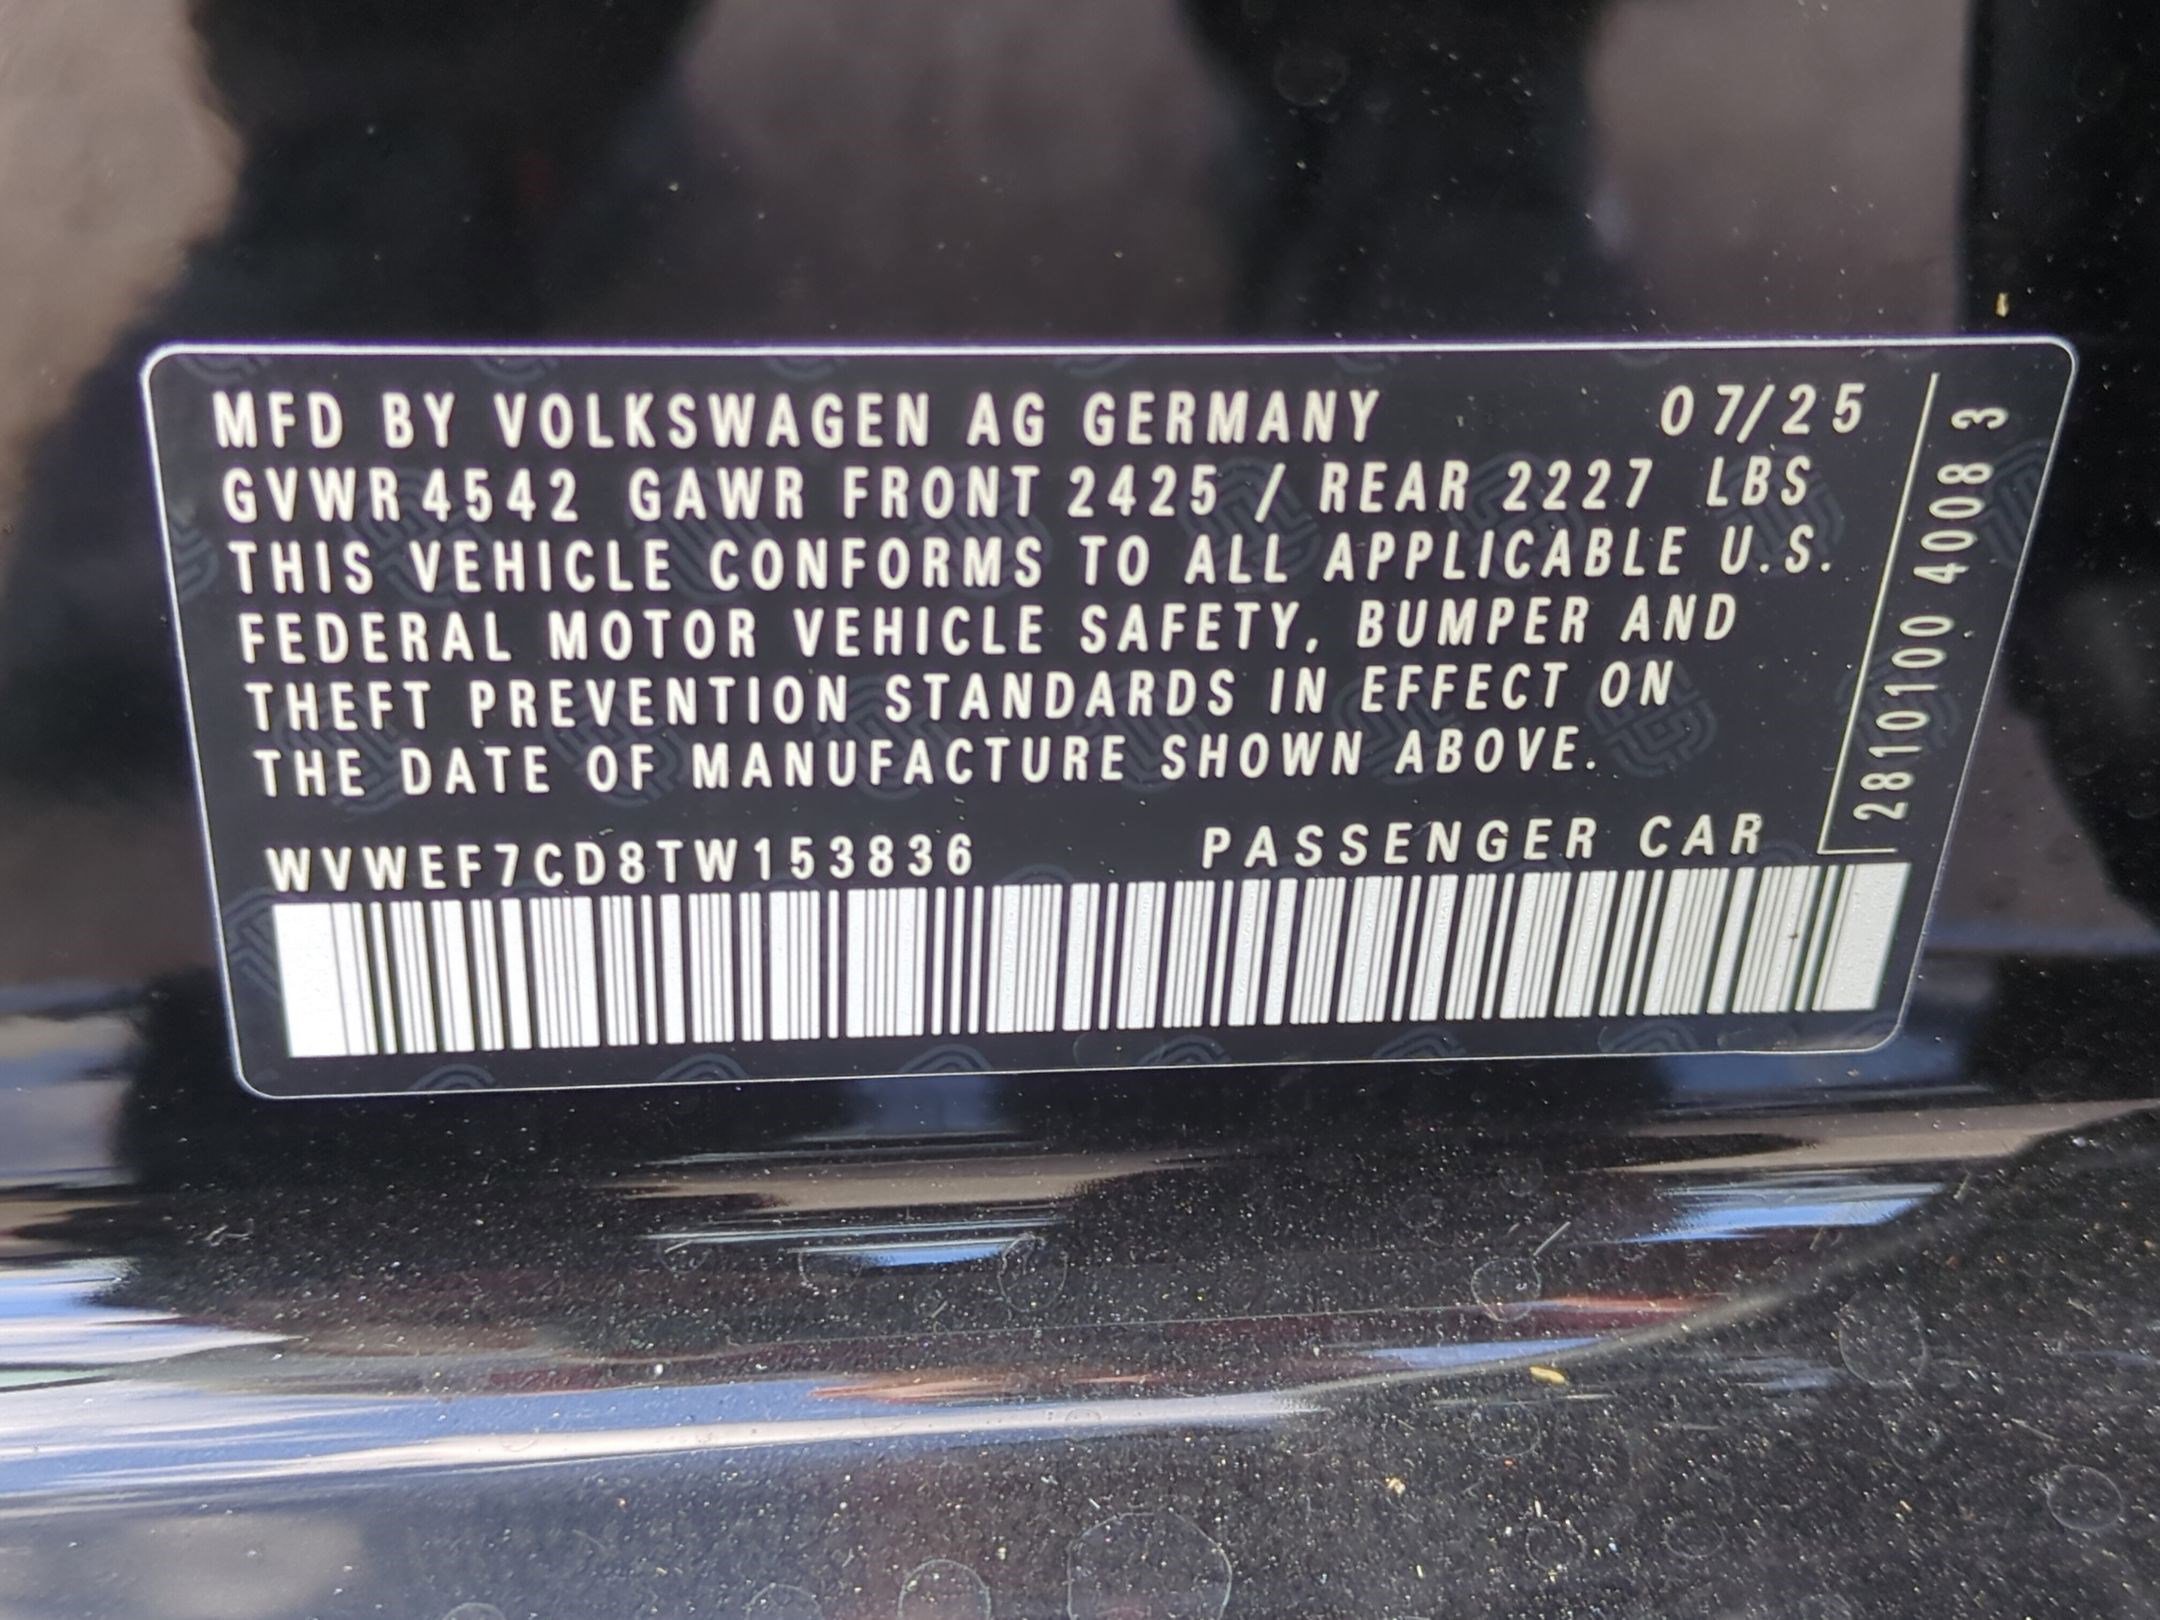 MFD BY VOLKSWAGEN AG GERMANY 07/25
GVWR 4542 GAWR FRONT 2425 / REAR 2227 LBS
THIS VEHICLE CONFORMS TO ALL APPLICABLE U.S.
FEDERAL MOTOR VEHICLE SAFETY, BUMPER AND
THEFT PREVENTION STANDARDS IN EFFECT ON
THE DATE OF MANUFACTURE SHOWN ABOVE.
WVWEF7CD8TW153836 PASSENGER CAR
2810100 4008 3